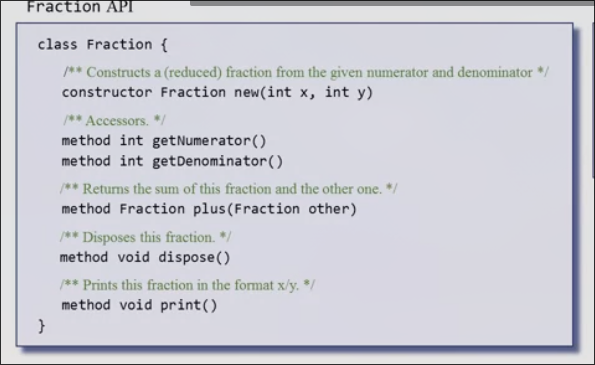 Fraction API
class Fraction {
/** Constructs a (reduced) fraction from the given numerator and denominator */
constructor Fraction new(int x, int y)
/** Accessors. */
method int getNumerator()
method int getDenominator()
/** Returns the sum of this fraction and the other one. */
method Fraction plus(Fraction other)
/** Disposes this fraction. */
method void dispose()
/** Prints this fraction in the format x/y. */
method void print()
}